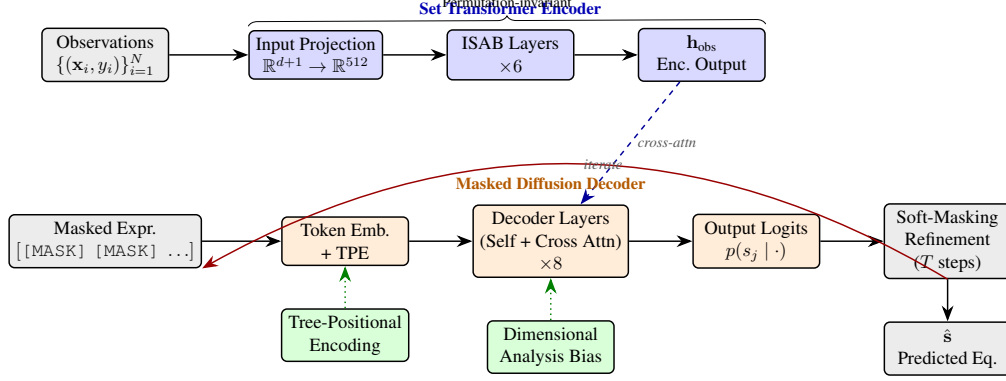 Permutation-invariant
Set Transformer Encoder
Observations
{(x_i, y_i)}_{i=1}^N
Input Projection
ℝ^{d+1} → ℝ^{512}
ISAB Layers
×6
h_obs
Enc. Output
cross-attn
iterate
Masked Diffusion Decoder
Masked Expr.
[[MASK] [MASK] ...]
Token Emb.
+ TPE
Decoder Layers
(Self + Cross Attn)
×8
Output Logits
p(s_j | ·)
Soft-Masking
Refinement
(T steps)
Tree-Positional
Encoding
Dimensional
Analysis Bias
ŝ
Predicted Eq.